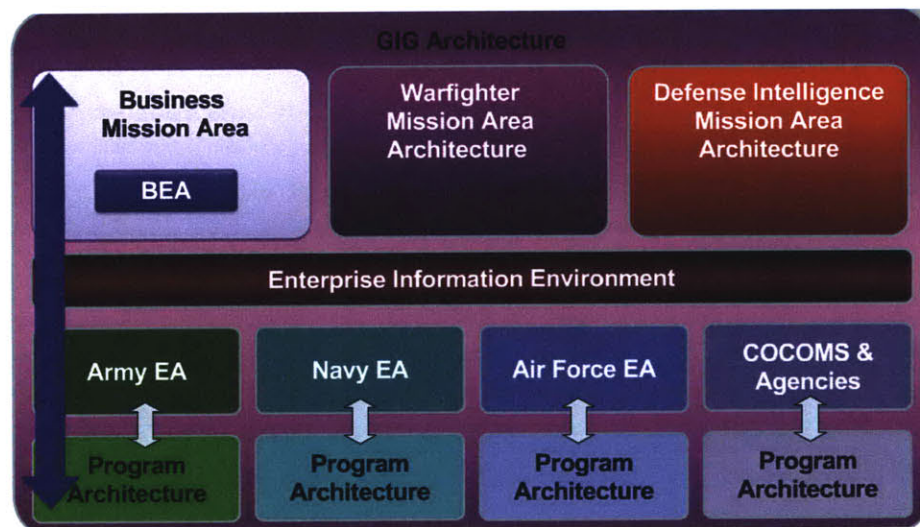 GIG Architecture
Business
Mission Area
BEA
Warfighter
Mission Area
Architecture
Defense Intelligence
Mission Area
Architecture
Enterprise Information Environment
Army EA
Navy EA
Air Force EA
COCOMS &
Agencies
Program
Architecture
Program
Architecture
Program
Architecture
Program
Architecture